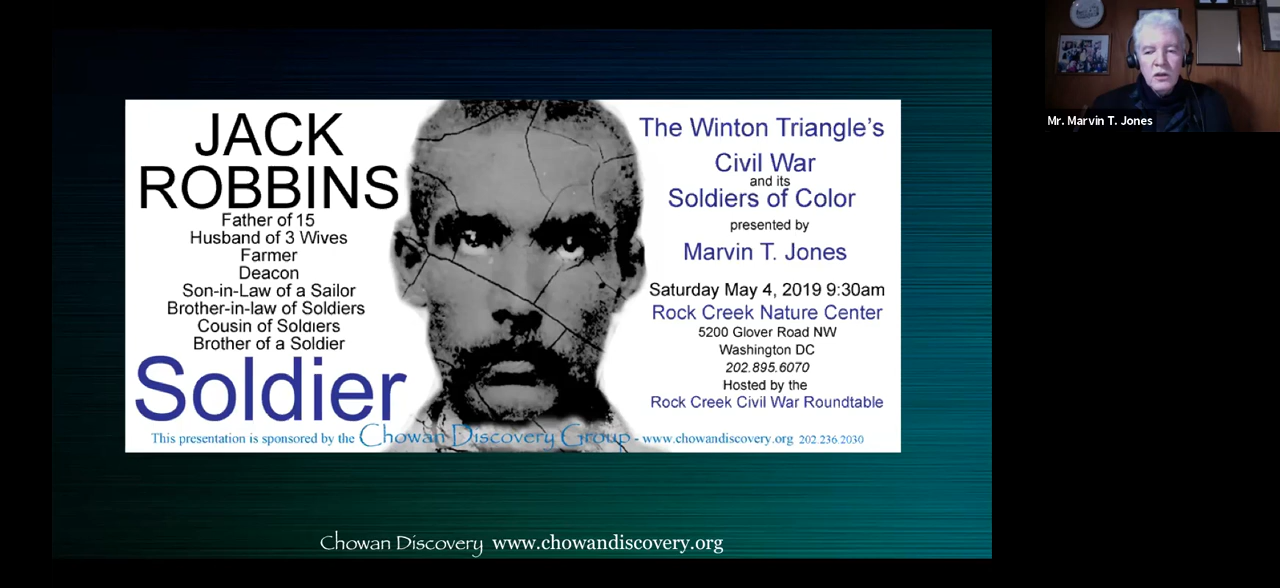 JACK
ROBBINS
Father of 15
Husband of 3 Wives
Farmer
Deacon
Son-in-Law of a Sailor
Brother-in-law of Soldiers
Cousin of Soldiers
Brother of a Soldier
Soldier
The Winton Triangle's
Civil War
and its
Soldiers of Color
presented by
Marvin T. Jones
Saturday May 4, 2019 9:30am
Rock Creek Nature Center
5200 Glover Road NW
Washington DC
202.895.6070
Hosted by the
Rock Creek Civil War Roundtable
This presentation is sponsored by the Chowan Discovery Group - www.chowandiscovery.org 202.236.2030
Chowan Discovery www.chowandiscovery.org
Mr. Marvin T. Jones